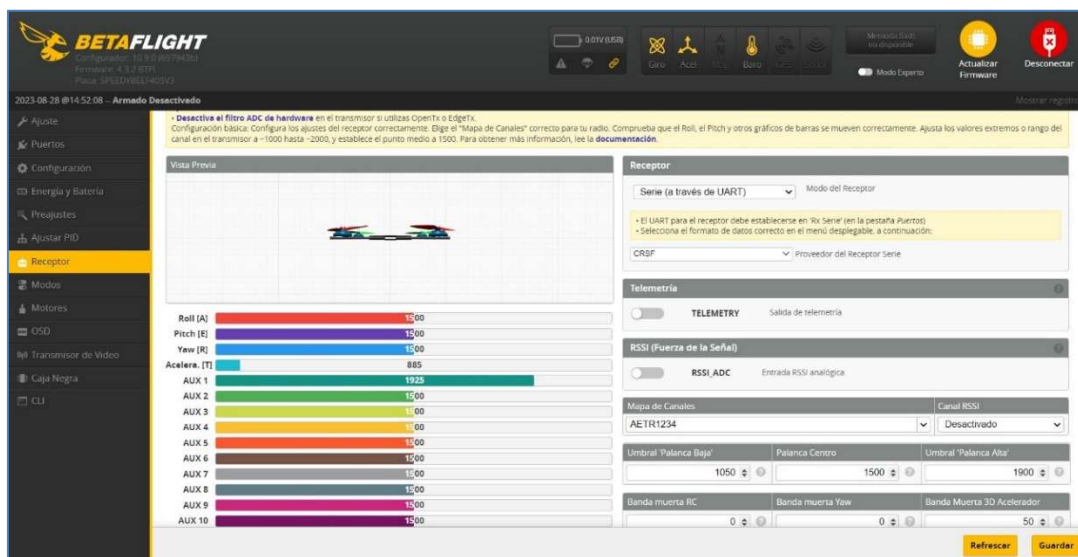 BETAFLIGHT
Configurador: 10.9.0
Firmware: 4.3.2 BTFL
0.01V (USB)
Giro
Acel
Baro
Modo Experto
Actualizar
Firmware
Desconectar
2023-08-28 @14:52:08 -- Armado Desactivado
Mostrar registro
Ajuste
Puertos
Configuración
Energía y Batería
Preajustes
Ajustar PID
Receptor
Modos
Motores
OSD
Transmisor de Video
Caja Negra
CLI
• Desactiva el filtro ADC de hardware en el transmisor si utilizas OpenTx o EdgeTx.
Configuración básica: Configura los ajustes del receptor correctamente. Elige el "Mapa de Canales" correcto para tu radio. Comprueba que el Roll, el Pitch y otros gráficos de barras se mueven correctamente. Ajusta los valores extremos o rango del
canal en el transmisor a ~1000 hasta ~2000, y establece el punto medio a 1500. Para obtener más información, lee la documentación.
Vista Previa
Roll [A] 1500
Pitch [E] 1500
Yaw [R] 1500
Acelera. [T] 885
AUX 1 1925
AUX 2 1500
AUX 3 1500
AUX 4 1500
AUX 5 1500
AUX 6 1500
AUX 7 1500
AUX 8 1500
AUX 9 1500
AUX 10 1500
Receptor
Serie (a través de UART) Modo del Receptor
• El UART para el receptor debe establecerse en 'Rx Serie' (en la pestaña Puertos)
• Selecciona el formato de datos correcto en el menú desplegable, a continuación:
CRSF Proveedor del Receptor Serie
Telemetría
TELEMETRY Salida de telemetría
RSSI (Fuerza de la Señal)
RSSI_ADC Entrada RSSI analógica
Mapa de Canales Canal RSSI
AETR1234 Desactivado
Umbral 'Palanca Baja' Palanca Centro Umbral 'Palanca Alta'
1050 1500 1900
Banda muerta RC Banda muerta Yaw Banda Muerta 3D Acelerador
0 0 50
Refrescar Guardar